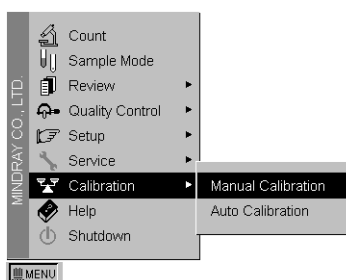 MINDRAY CO., LTD.
Count
Sample Mode
Review
Quality Control
Setup
Service
Calibration
Manual Calibration
Auto Calibration
Help
Shutdown
MENU